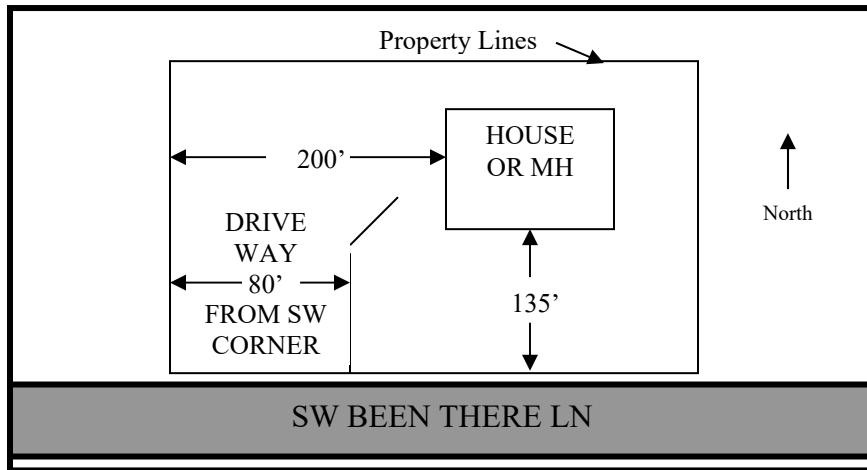 Property Lines
HOUSE
OR MH
200’
North
DRIVE
WAY
80’
FROM SW
CORNER
135’
SW BEEN THERE LN